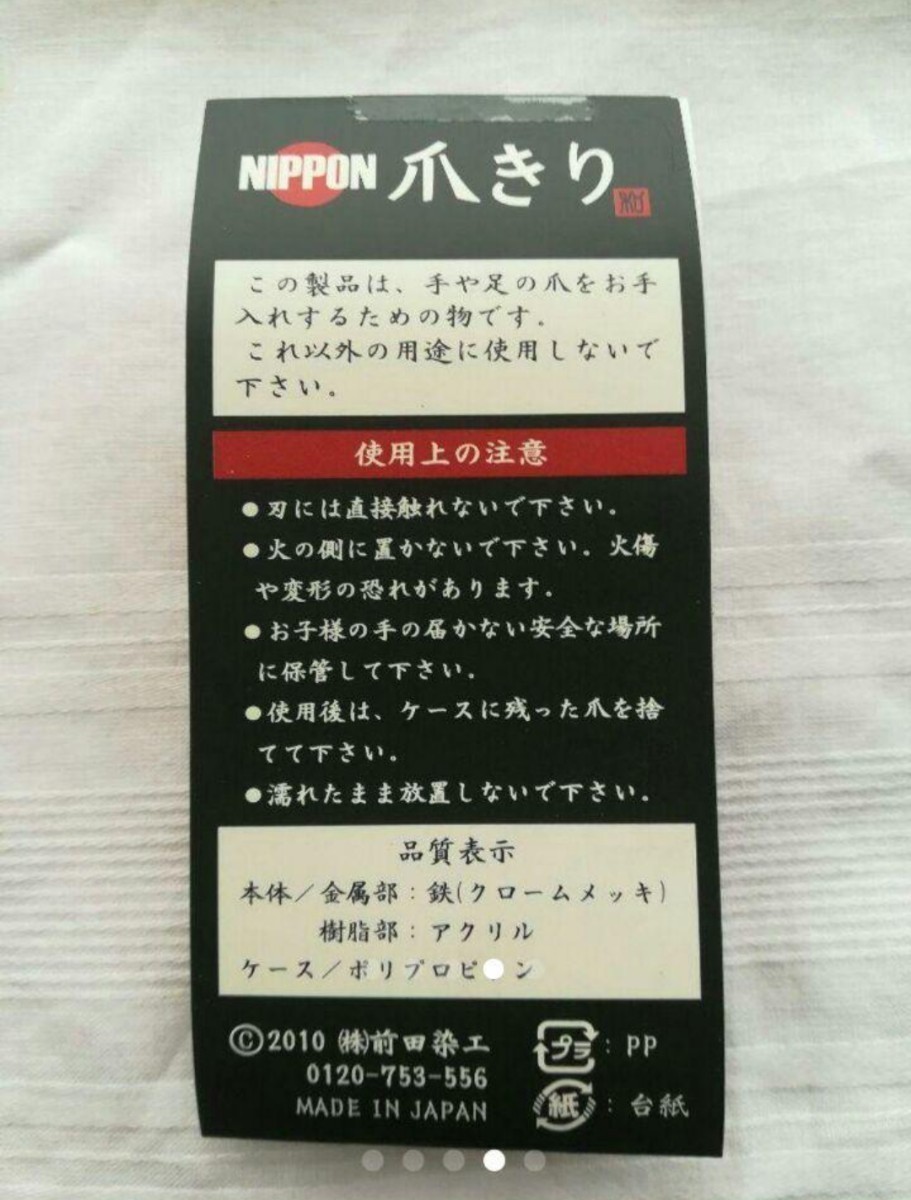 NIPPON 爪きり
この製品は、手や足の爪をお手
入れするための物です。
これ以外の用途に使用しないで
下さい。
使用上の注意
●刃には直接触れないで下さい。
●火の側に置かないで下さい。火傷
や変形の恐れがあります。
●お子様の手の届かない安全な場所
に保管して下さい。
●使用後は、ケースに残った爪を捨
てて下さい。
●濡れたまま放置しないで下さい。
品質表示
本体/金属部:鉄(クロームメッキ)
樹脂部:アクリル
ケース/
©2010 ㈱前田染工
0120-753-556
MADE IN JAPAN
プラ:PP
紙:台紙